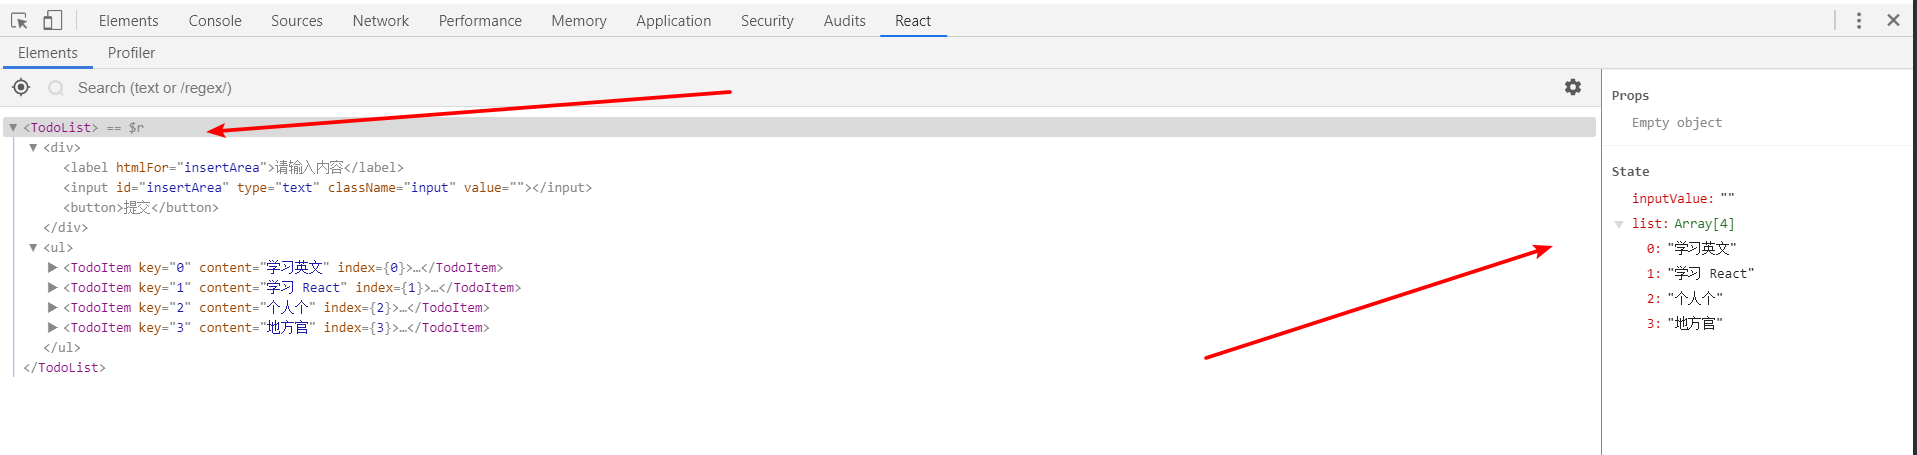 Elements Console Sources Network Performance Memory Application Security Audits React
Elements Profiler
Search (text or /regex/)
<TodoList> == $r
<div>
<label htmlFor="insertArea">请输入内容</label>
<input id="insertArea" type="text" className="input" value=""></input>
<button>提交</button>
</div>
<ul>
<TodoItem key="0" content="学习英文" index={0}>…</TodoItem>
<TodoItem key="1" content="学习 React" index={1}>…</TodoItem>
<TodoItem key="2" content="个人个" index={2}>…</TodoItem>
<TodoItem key="3" content="地方官" index={3}>…</TodoItem>
</ul>
</TodoList>
Props
Empty object
State
inputValue: ""
list: Array[4]
0: "学习英文"
1: "学习 React"
2: "个人个"
3: "地方官"